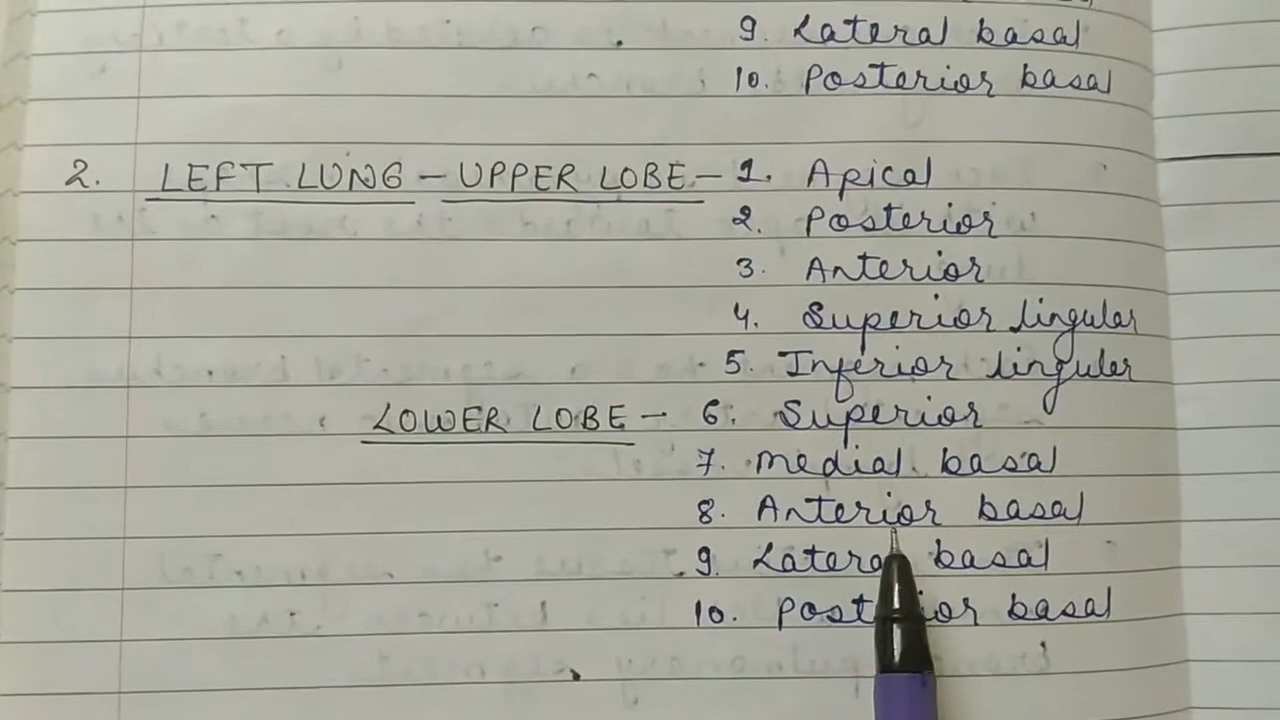 9. Lateral basal
10. Posterior basal
2. LEFT LUNG - UPPER LOBE - 1. Apical
2. Posterior
3. Anterior
4. Superior lingular
5. Inferior lingular
LOWER LOBE - 6. Superior
7. Medial basal
8. Anterior basal
9. Lateral basal
10. Posterior basal